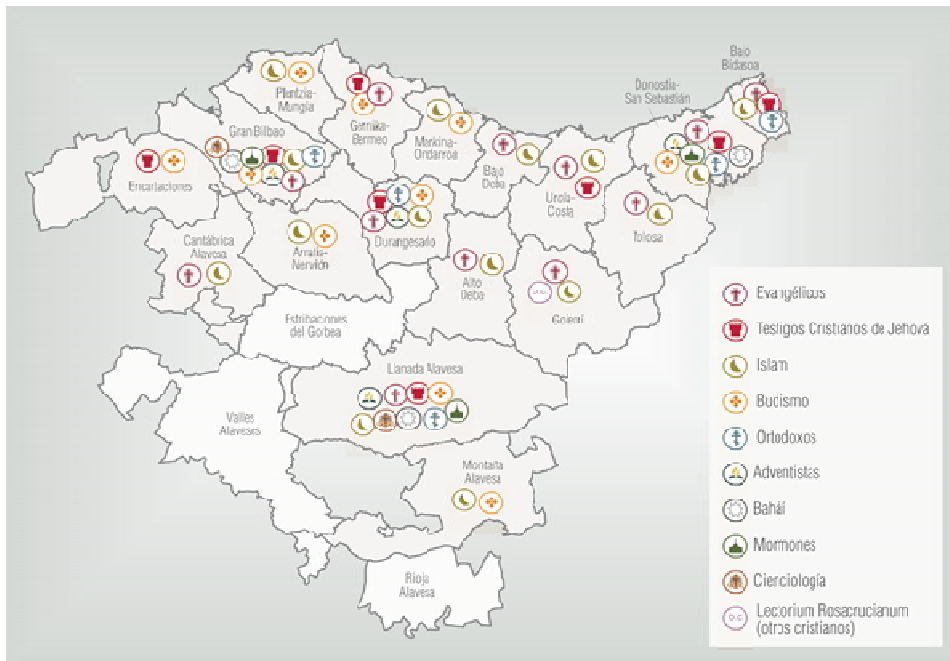 Bajo
Bidasoa
Donostia-
San Sebastián
Plentzia-
Mungia
Gran Bilbao
Gernika-
Bermeo
Markina-
Ondarroa
Encartaciones
Bajo
Deba
Urola-
Costa
Tolosa
Cantábrica
Alavesa
Arratia-
Nervión
Duranguesado
Alto
Deba
Goierri
Estribaciones
del Gorbea
Llanada Alavesa
Valles
Alaveses
Montaña
Alavesa
Rioja
Alavesa
Evangélicos
Testigos Cristianos de Jehová
Islam
Budismo
Ortodoxos
Adventistas
Baháí
Mormones
Cienciología
Lectorium Rosacrucianum
(otros cristianos)